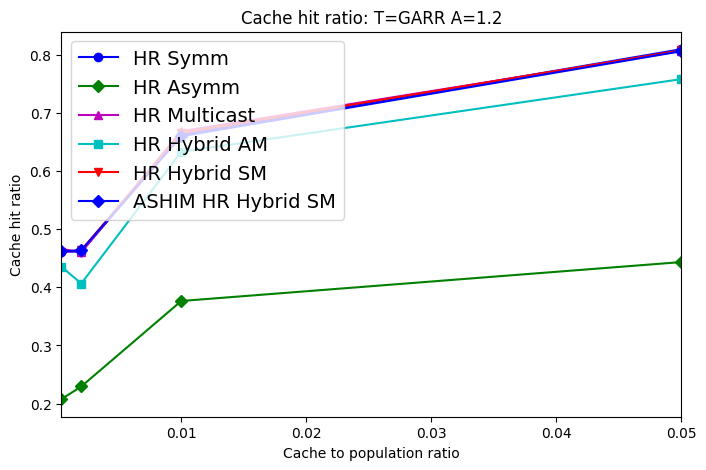 Cache hit ratio: T=GARR A=1.2
HR Symm
HR Asymm
HR Multicast
HR Hybrid AM
HR Hybrid SM
ASHIM HR Hybrid SM
Cache hit ratio
0.8
0.7
0.6
0.5
0.4
0.3
0.2
0.01
0.02
0.03
0.04
0.05
Cache to population ratio